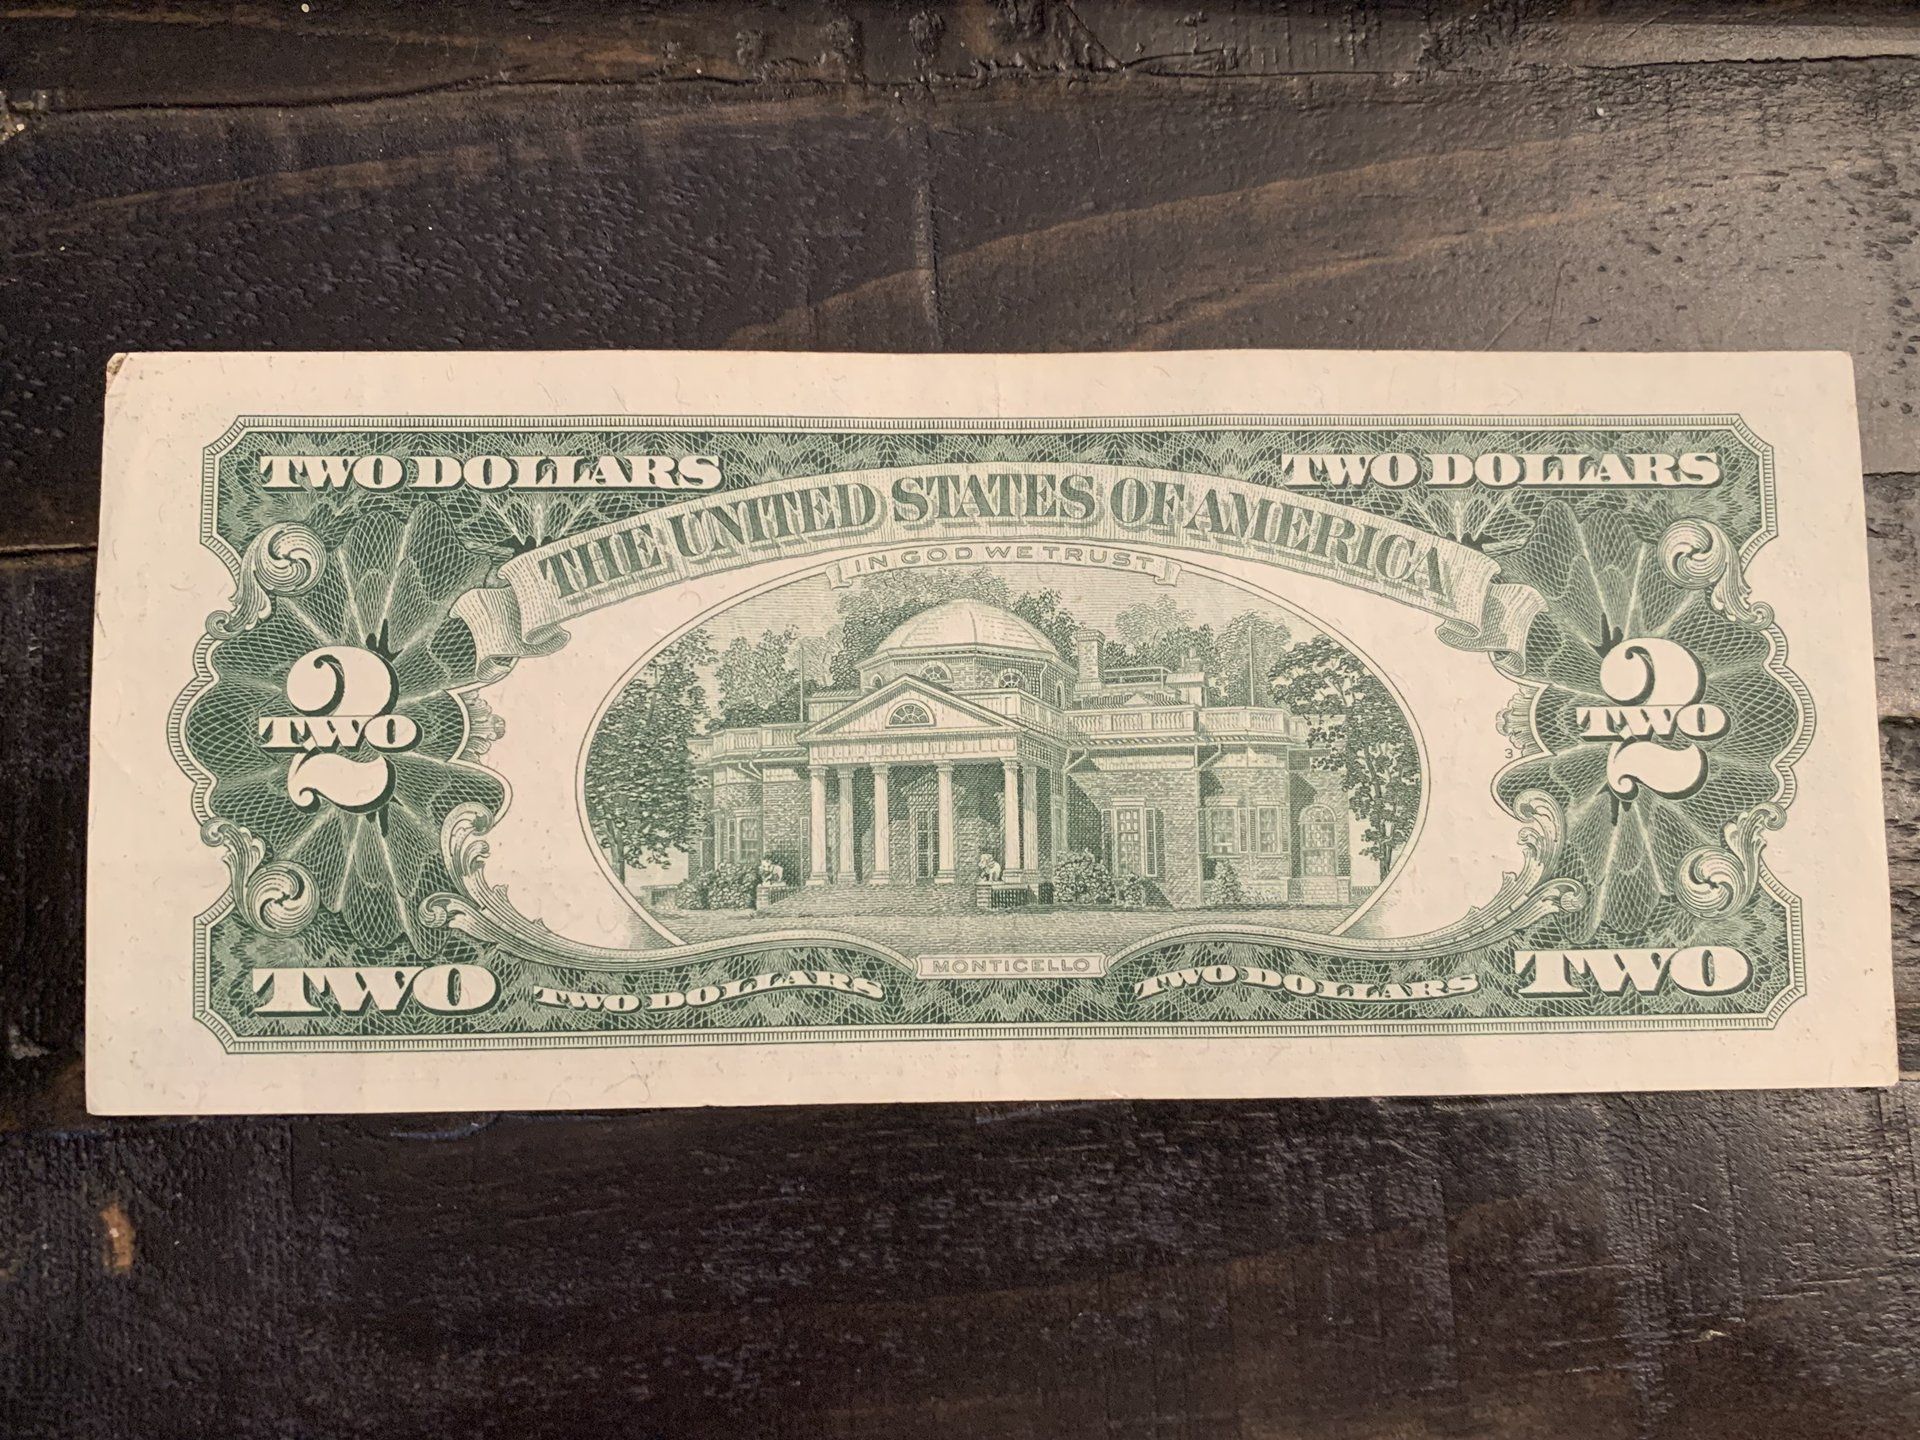 TWO DOLLARS TWO DOLLARS
THE UNITED STATES OF AMERICA
IN GOD WE TRUST
2 2
TWO TWO
3
MONTICELLO
TWO TWO DOLLARS TWO DOLLARS TWO